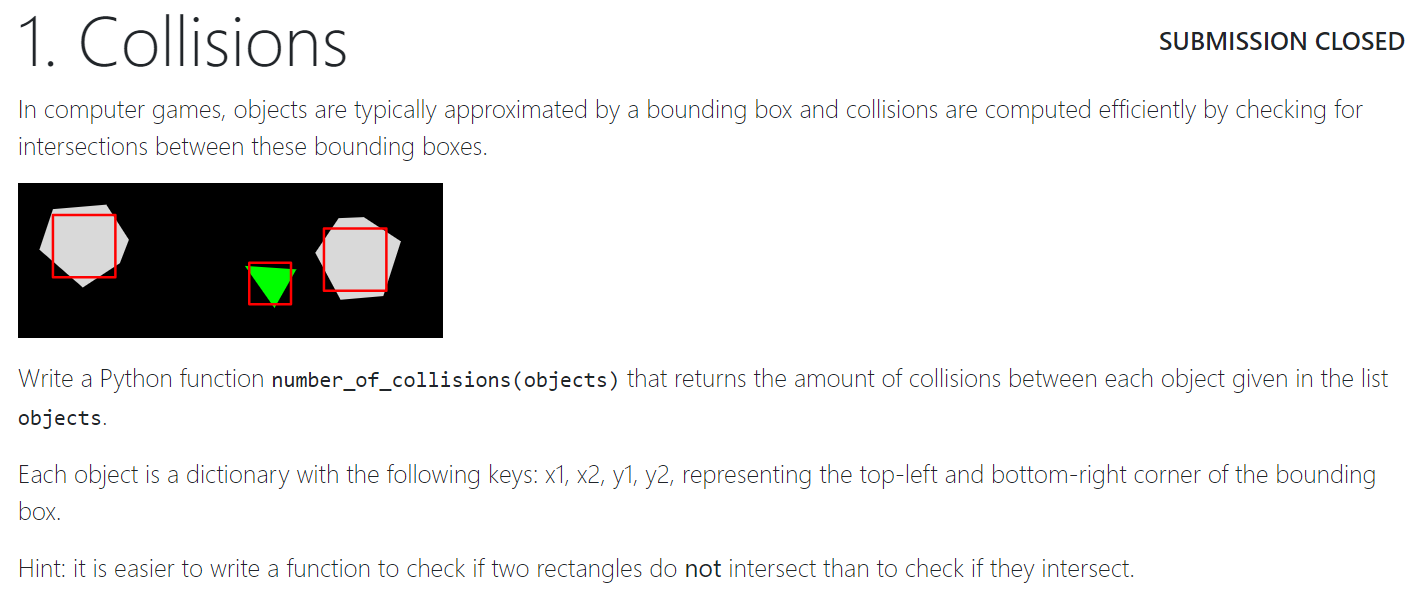 1. Collisions
SUBMISSION CLOSED
In computer games, objects are typically approximated by a bounding box and collisions are computed efficiently by checking for
intersections between these bounding boxes.
Write a Python function number_of_collisions(objects) that returns the amount of collisions between each object given in the list
objects.
Each object is a dictionary with the following keys: x1, x2, y1, y2, representing the top-left and bottom-right corner of the bounding
box.
Hint: it is easier to write a function to check if two rectangles do not intersect than to check if they intersect.